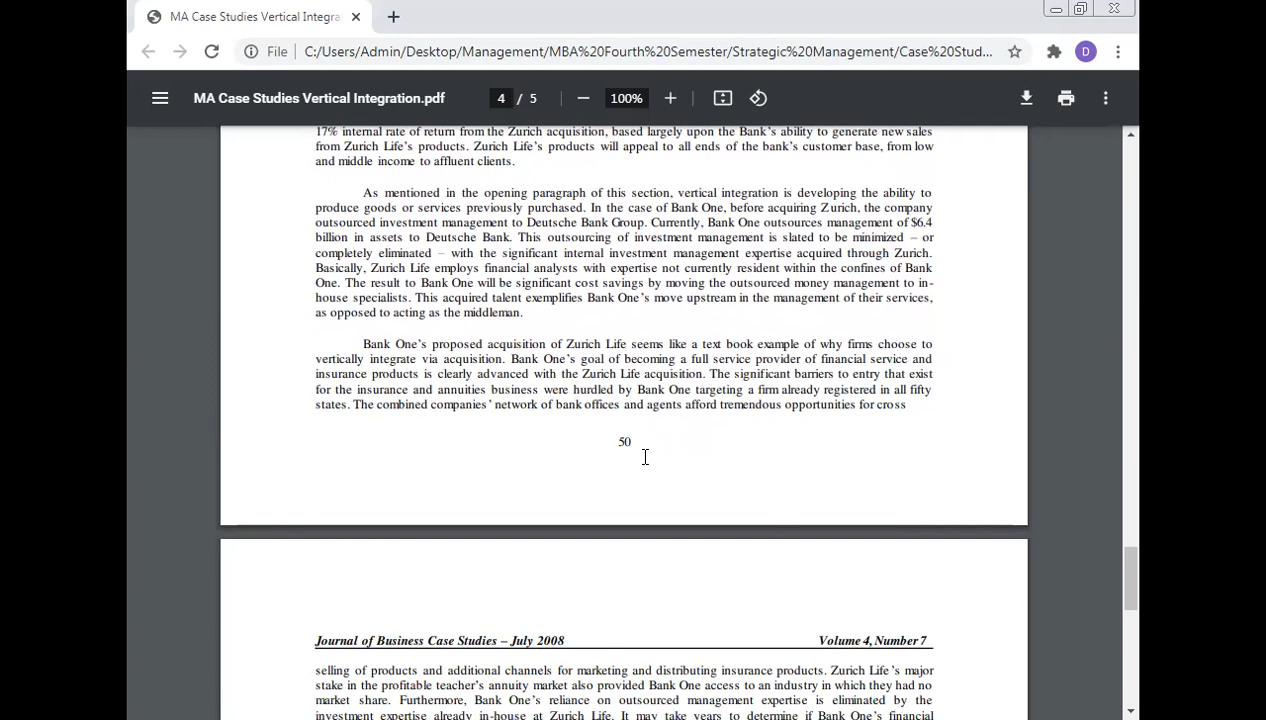 MA Case Studies Vertical Integra
File C:/Users/Admin/Desktop/Management/MBA%20Fourth%20Semester/Strategic%20Management/Case%20Stud...
D
MA Case Studies Vertical Integration.pdf 4 / 5 100%
17% internal rate of return from the Zurich acquisition, based largely upon the Bank's ability to generate new sales
from Zurich Life's products. Zurich Life's products will appeal to all ends of the bank's customer base, from low
and middle income to affluent clients.
As mentioned in the opening paragraph of this section, vertical integration is developing the ability to
produce goods or services previously purchased. In the case of Bank One, before acquiring Zurich, the company
outsourced investment management to Deutsche Bank Group. Currently, Bank One outsources management of $6.4
billion in assets to Deutsche Bank. This outsourcing of investment management is slated to be minimized – or
completely eliminated – with the significant internal investment management expertise acquired through Zurich.
Basically, Zurich Life employs financial analysts with expertise not currently resident within the confines of Bank
One. The result to Bank One will be significant cost savings by moving the outsourced money management to in-
house specialists. This acquired talent exemplifies Bank One's move upstream in the management of their services,
as opposed to acting as the middleman.
Bank One's proposed acquisition of Zurich Life seems like a text book example of why firms choose to
vertically integrate via acquisition. Bank One's goal of becoming a full service provider of financial service and
insurance products is clearly advanced with the Zurich Life acquisition. The significant barriers to entry that exist
for the insurance and annuities business were hurdled by Bank One targeting a firm already registered in all fifty
states. The combined companies' network of bank offices and agents afford tremendous opportunities for cross
50
Journal of Business Case Studies – July 2008 Volume 4, Number 7
selling of products and additional channels for marketing and distributing insurance products. Zurich Life's major
stake in the profitable teacher's annuity market also provided Bank One access to an industry in which they had no
market share. Furthermore, Bank One's reliance on outsourced management expertise is eliminated by the
investment expertise already in-house at Zurich Life. It may take years to determine if Bank One's financial